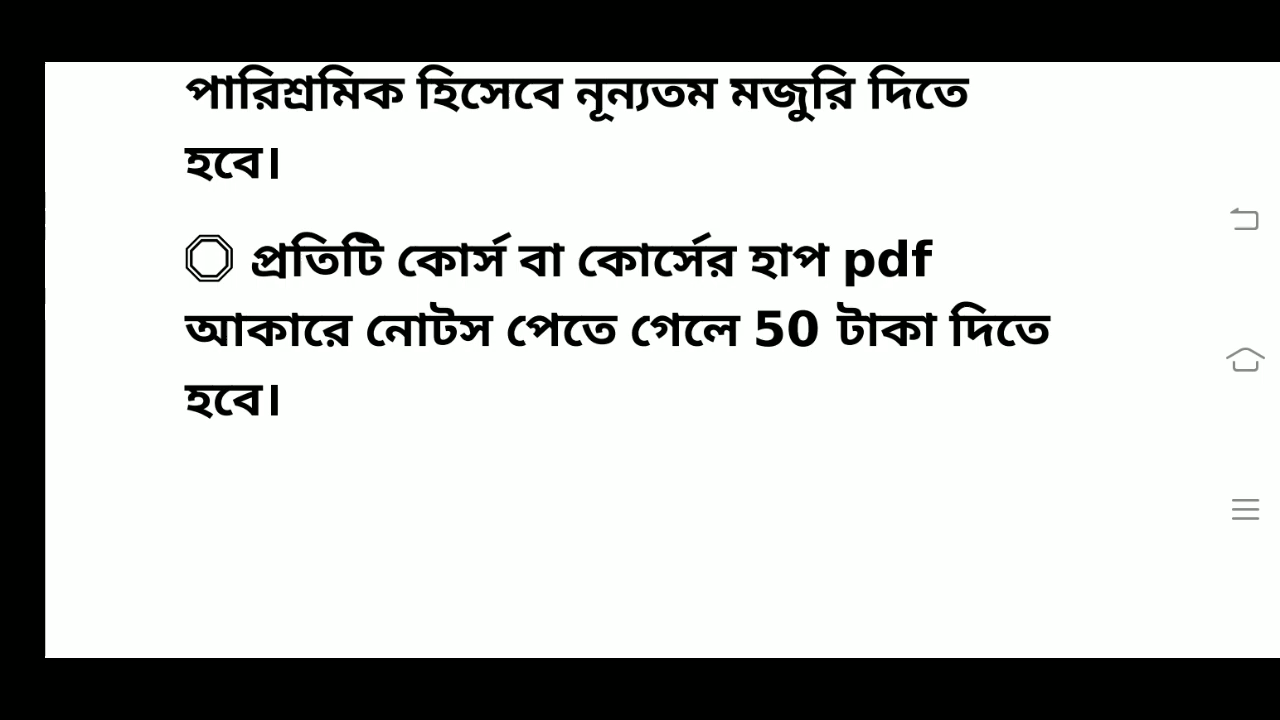 পারিশ্রমিক হিসেবে নূন্যতম মজুরি দিতে
হবে।
প্রতিটি কোর্স বা কোর্সের হাপ pdf
আকারে নোটস পেতে গেলে 50 টাকা দিতে
হবে।